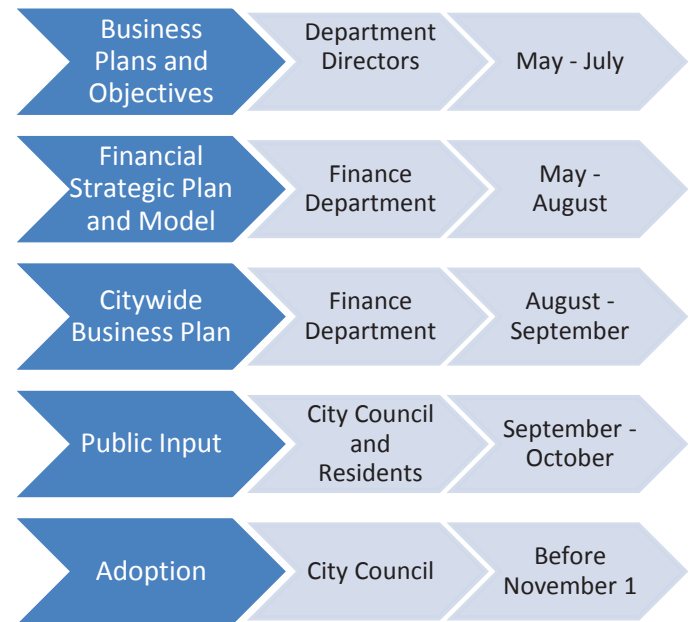 Business
Plans and
Objectives
Department
Directors
May - July
Financial
Strategic Plan
and Model
Finance
Department
May -
August
Citywide
Business Plan
Finance
Department
August -
September
Public Input
City Council
and
Residents
September -
October
Adoption
City Council
Before
November 1